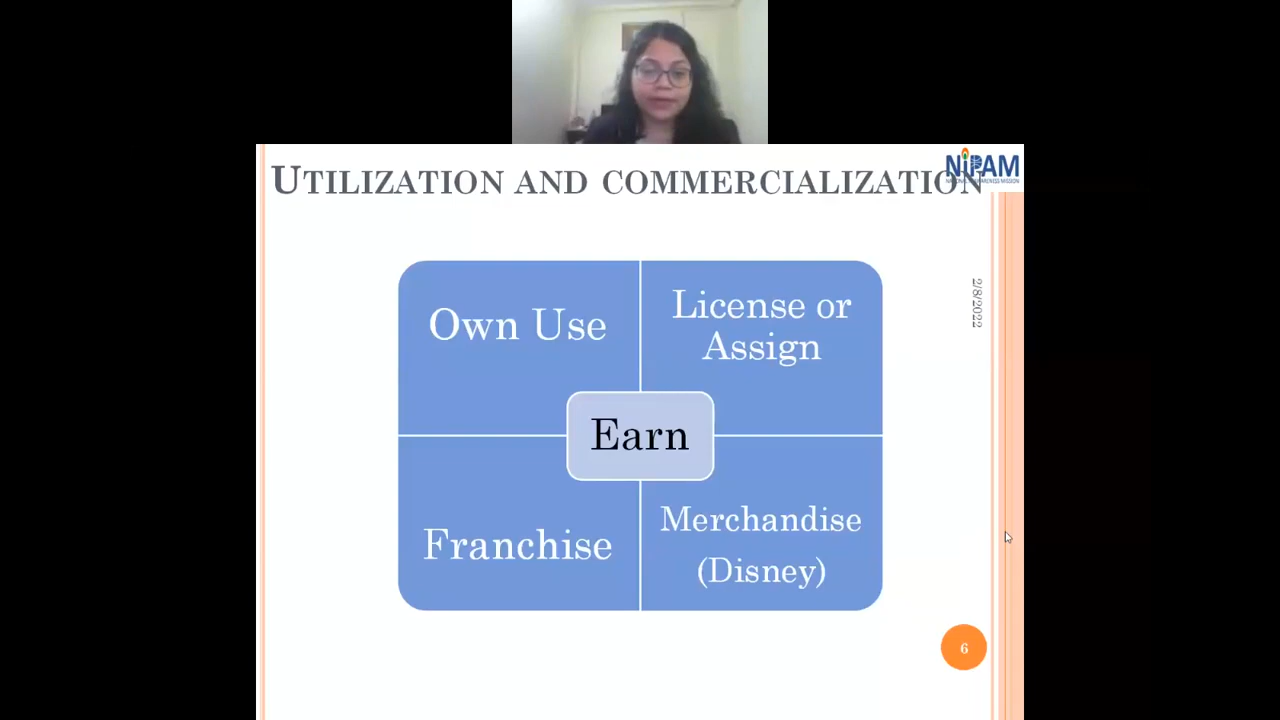 UTILIZATION AND COMMERCIALIZATION
NIPAM
2/8/2022
Own Use
License or
Assign
Earn
Franchise
Merchandise
(Disney)
6